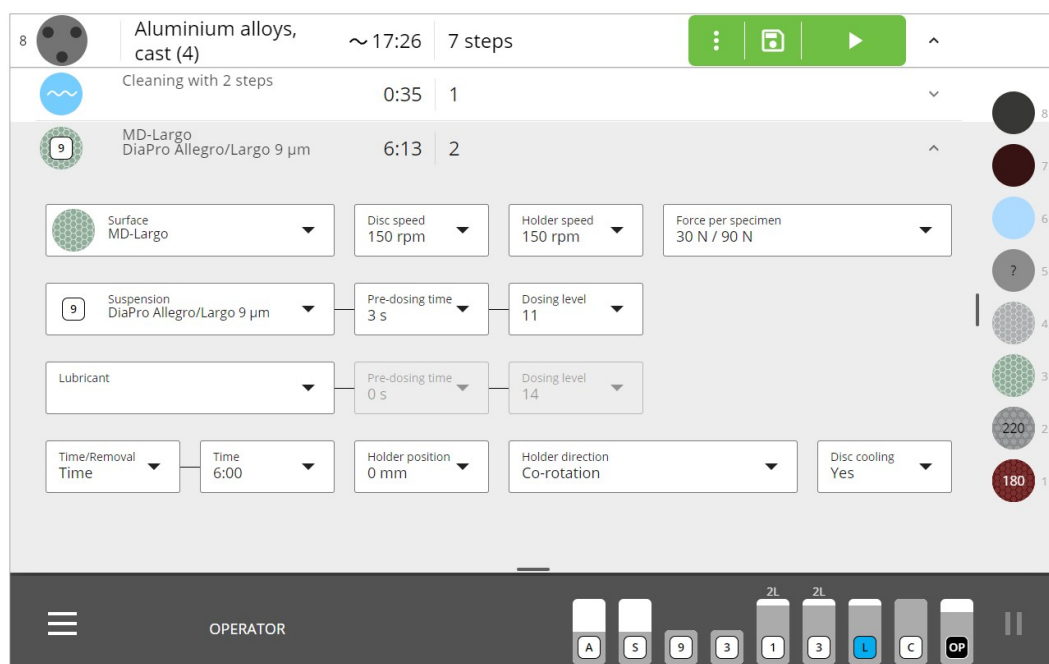 8
Aluminium alloys,
cast (4)
~ 17:26
7 steps
Cleaning with 2 steps
0:35
1
9
MD-Largo
DiaPro Allegro/Largo 9 µm
6:13
2
Surface
MD-Largo
Disc speed
150 rpm
Holder speed
150 rpm
Force per specimen
30 N / 90 N
9
Suspension
DiaPro Allegro/Largo 9 µm
Pre-dosing time
3 s
Dosing level
11
Lubricant
Pre-dosing time
0 s
Dosing level
14
Time/Removal
Time
Time
6:00
Holder position
0 mm
Holder direction
Co-rotation
Disc cooling
Yes
8
7
6
? 5
4
3
220 2
180 1
OPERATOR
2L 2L
A S 9 3 1 3 L C OP